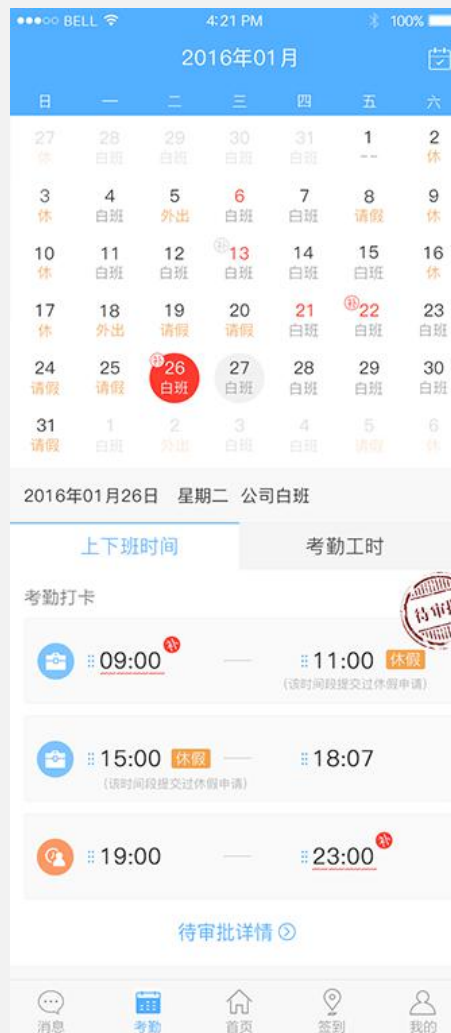 BELL 4:21 PM 100%
2016年01月
日 一 二 三 四 五 六
27 28 29 30 31 1 2
休 白班 白班 白班 白班 -- 休
3 4 5 6 7 8 9
休 白班 外出 白班 白班 请假 休
10 11 12 补 13 14 15 16
休 白班 白班 白班 白班 白班 休
17 18 19 20 21 补 22 23
休 外出 请假 请假 白班 白班 白班
24 25 补 26 27 28 29 30
请假 请假 白班 白班 白班 白班 白班
31 1 2 3 4 5 6
请假 白班 外出 白班 白班 请假 休
2016年01月26日 星期二 公司白班
上下班时间 考勤工时
考勤打卡
待审批
09:00 补 — 11:00 休假
(该时间段提交过休假申请)
15:00 休假 — 18:07
(该时间段提交过休假申请)
19:00 — 23:00 补
待审批详情
消息 考勤 首页 签到 我的